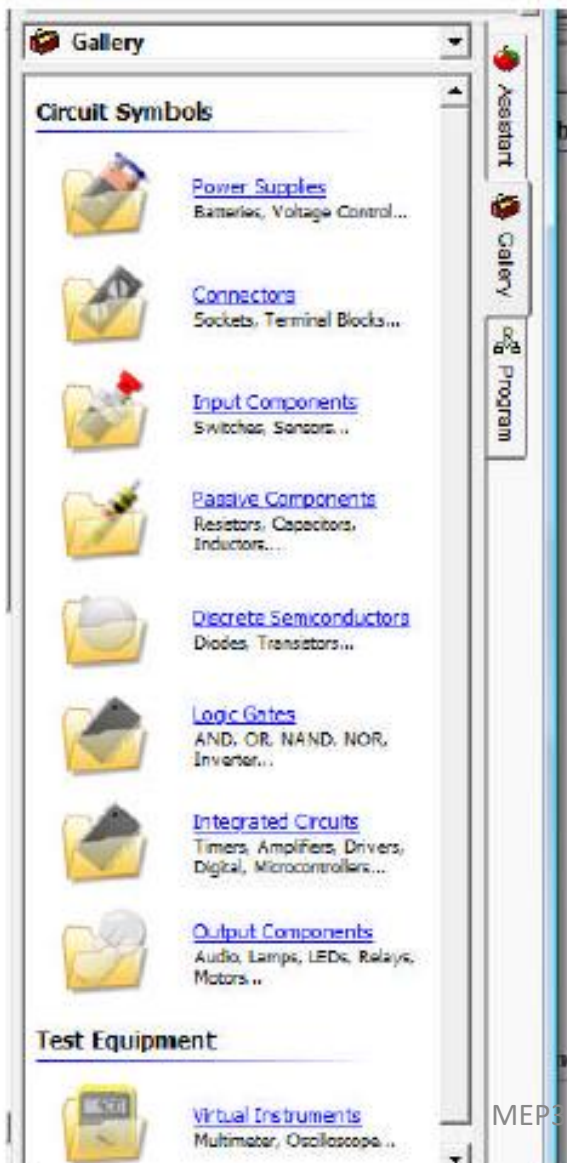 Gallery
Circuit Symbols
Power Supplies
Batteries, Voltage Control...
Connectors
Sockets, Terminal Blocks...
Input Components
Switches, Sensors...
Passive Components
Resistors, Capacitors,
Inductors...
Discrete Semiconductors
Diodes, Transistors...
Logic Gates
AND, OR, NAND, NOR,
Inverter...
Integrated Circuits
Timers, Amplifiers, Drivers,
Digital, Microcontrollers...
Output Components
Audio, Lamps, LEDs, Relays,
Motors...
Test Equipment
Virtual Instruments
Multimeter, Oscilloscope...
Assistant
Gallery
Program